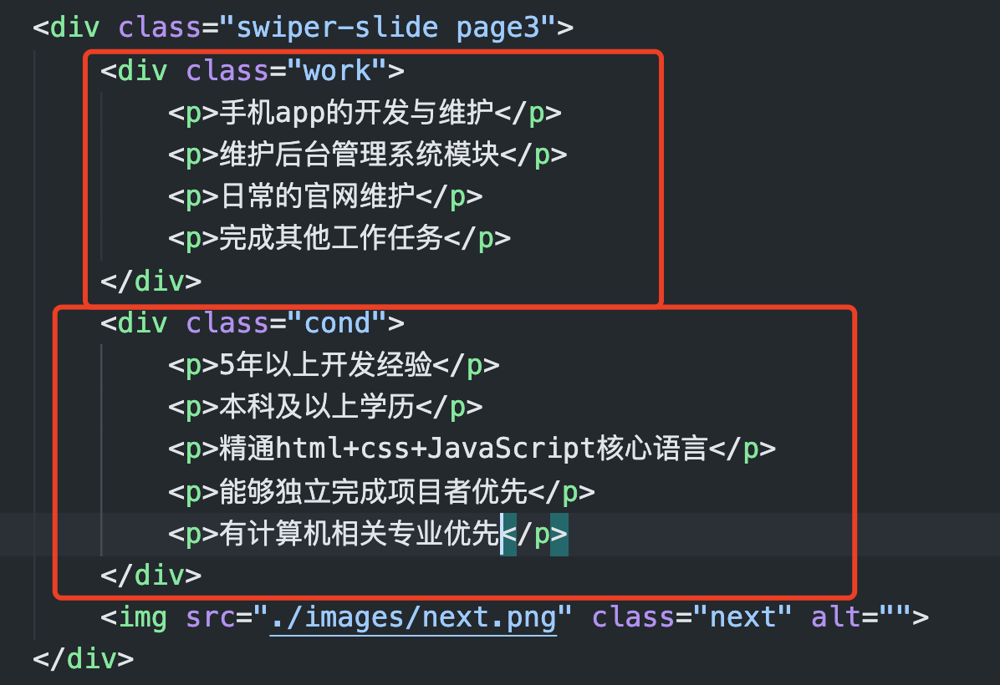 <div class="swiper-slide page3">
<div class="work">
<p>手机app的开发与维护</p>
<p>维护后台管理系统模块</p>
<p>日常的官网维护</p>
<p>完成其他工作任务</p>
</div>
<div class="cond">
<p>5年以上开发经验</p>
<p>本科及以上学历</p>
<p>精通html+css+JavaScript核心语言</p>
<p>能够独立完成项目者优先</p>
<p>有计算机相关专业优先</p>
</div>
<img src="./images/next.png" class="next" alt="">
</div>